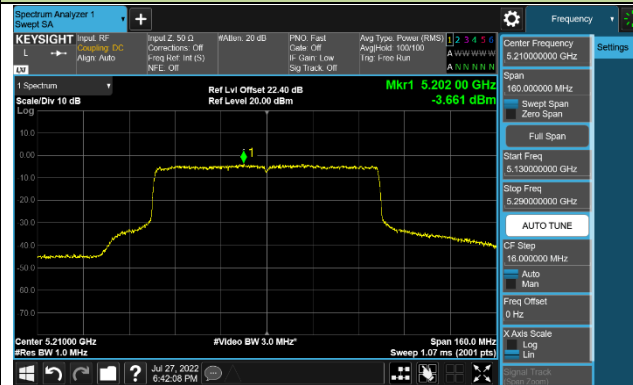 Spectrum Analyzer 1
Swept SA
+
Frequency
KEYSIGHT
L
Input: RF
Coupling: DC
Align: Auto
Input Z: 50 Ω
Corrections: Off
Freq Ref: Int (S)
NFE: Off
#Atten: 20 dB
PNO: Fast
Gate: Off
IF Gain: Low
Sig Track: Off
Avg Type: Power (RMS)
Avg|Hold: 100/100
Trig: Free Run
1 2 3 4 5 6
A W W W W W
A N N N N N
1 Spectrum
Scale/Div 10 dB
Log
Ref Lvl Offset 22.40 dB
Ref Level 20.00 dBm
Mkr1 5.202 00 GHz
-3.661 dBm
10.0
0.00
-10.0
-20.0
-30.0
-40.0
-50.0
-60.0
-70.0
1
Center 5.21000 GHz
#Res BW 1.0 MHz
#Video BW 3.0 MHz*
Span 160.0 MHz
Sweep 1.07 ms (2001 pts)
Jul 27, 2022
6:42:08 PM
Center Frequency
5.210000000 GHz
Settings
Span
160.000000 MHz
Swept Span
Zero Span
Full Span
Start Freq
5.130000000 GHz
Stop Freq
5.290000000 GHz
AUTO TUNE
CF Step
16.000000 MHz
Auto
Man
Freq Offset
0 Hz
X Axis Scale
Log
Lin
Signal Track
(Span Zoom)